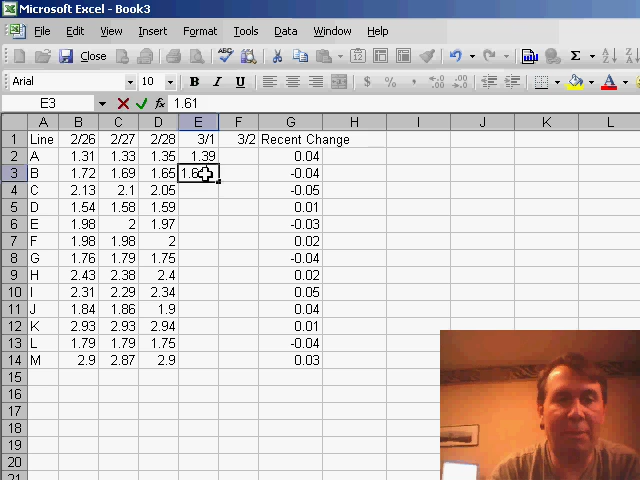 Microsoft Excel - Book3
File Edit View Insert Format Tools Data Window Help
Close
Arial 10 B I U
E3 fx 1.61
A B C D E F G H I J K L
1 Line 2/26 2/27 2/28 3/1 3/2 Recent Change
2 A 1.31 1.33 1.35 1.39 0.04
3 B 1.72 1.69 1.65 -0.04
4 C 2.13 2.1 2.05 -0.05
5 D 1.54 1.58 1.59 0.01
6 E 1.98 2 1.97 -0.03
7 F 1.98 1.98 2 0.02
8 G 1.76 1.79 1.75 -0.04
9 H 2.43 2.38 2.4 0.02
10 I 2.31 2.29 2.34 0.05
11 J 1.84 1.86 1.9 0.04
12 K 2.93 2.93 2.94 0.01
13 L 1.79 1.79 1.75 -0.04
14 M 2.9 2.87 2.9 0.03
15
16
17
18
19
20
21